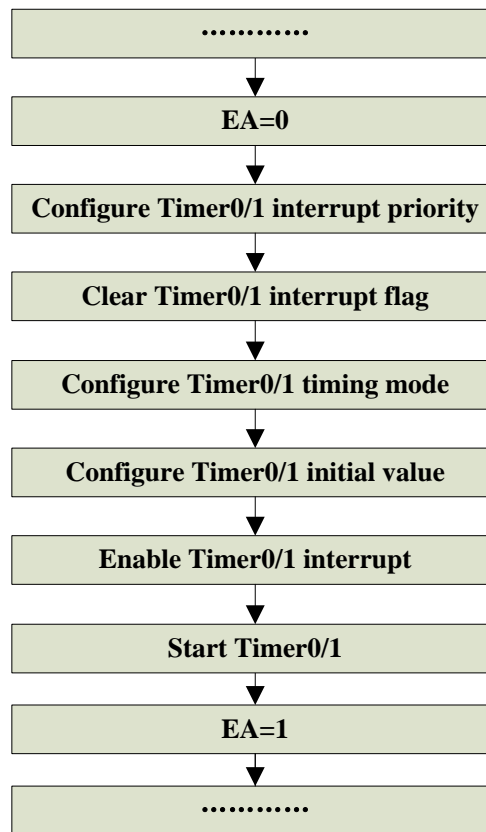 ............
EA=0
Configure Timer0/1 interrupt priority
Clear Timer0/1 interrupt flag
Configure Timer0/1 timing mode
Configure Timer0/1 initial value
Enable Timer0/1 interrupt
Start Timer0/1
EA=1
............